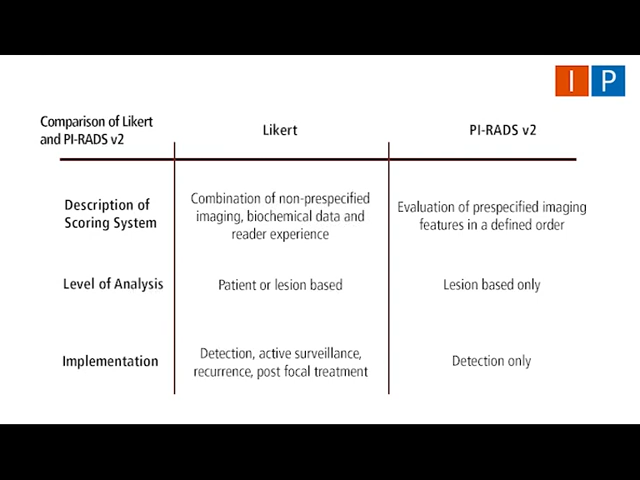 I P
Comparison of Likert
and PI-RADS v2
Likert
PI-RADS v2
Description of
Scoring System
Combination of non-prespecified
imaging, biochemical data and
reader experience
Evaluation of prespecified imaging
features in a defined order
Level of Analysis
Patient or lesion based
Lesion based only
Implementation
Detection, active surveillance,
recurrence, post focal treatment
Detection only